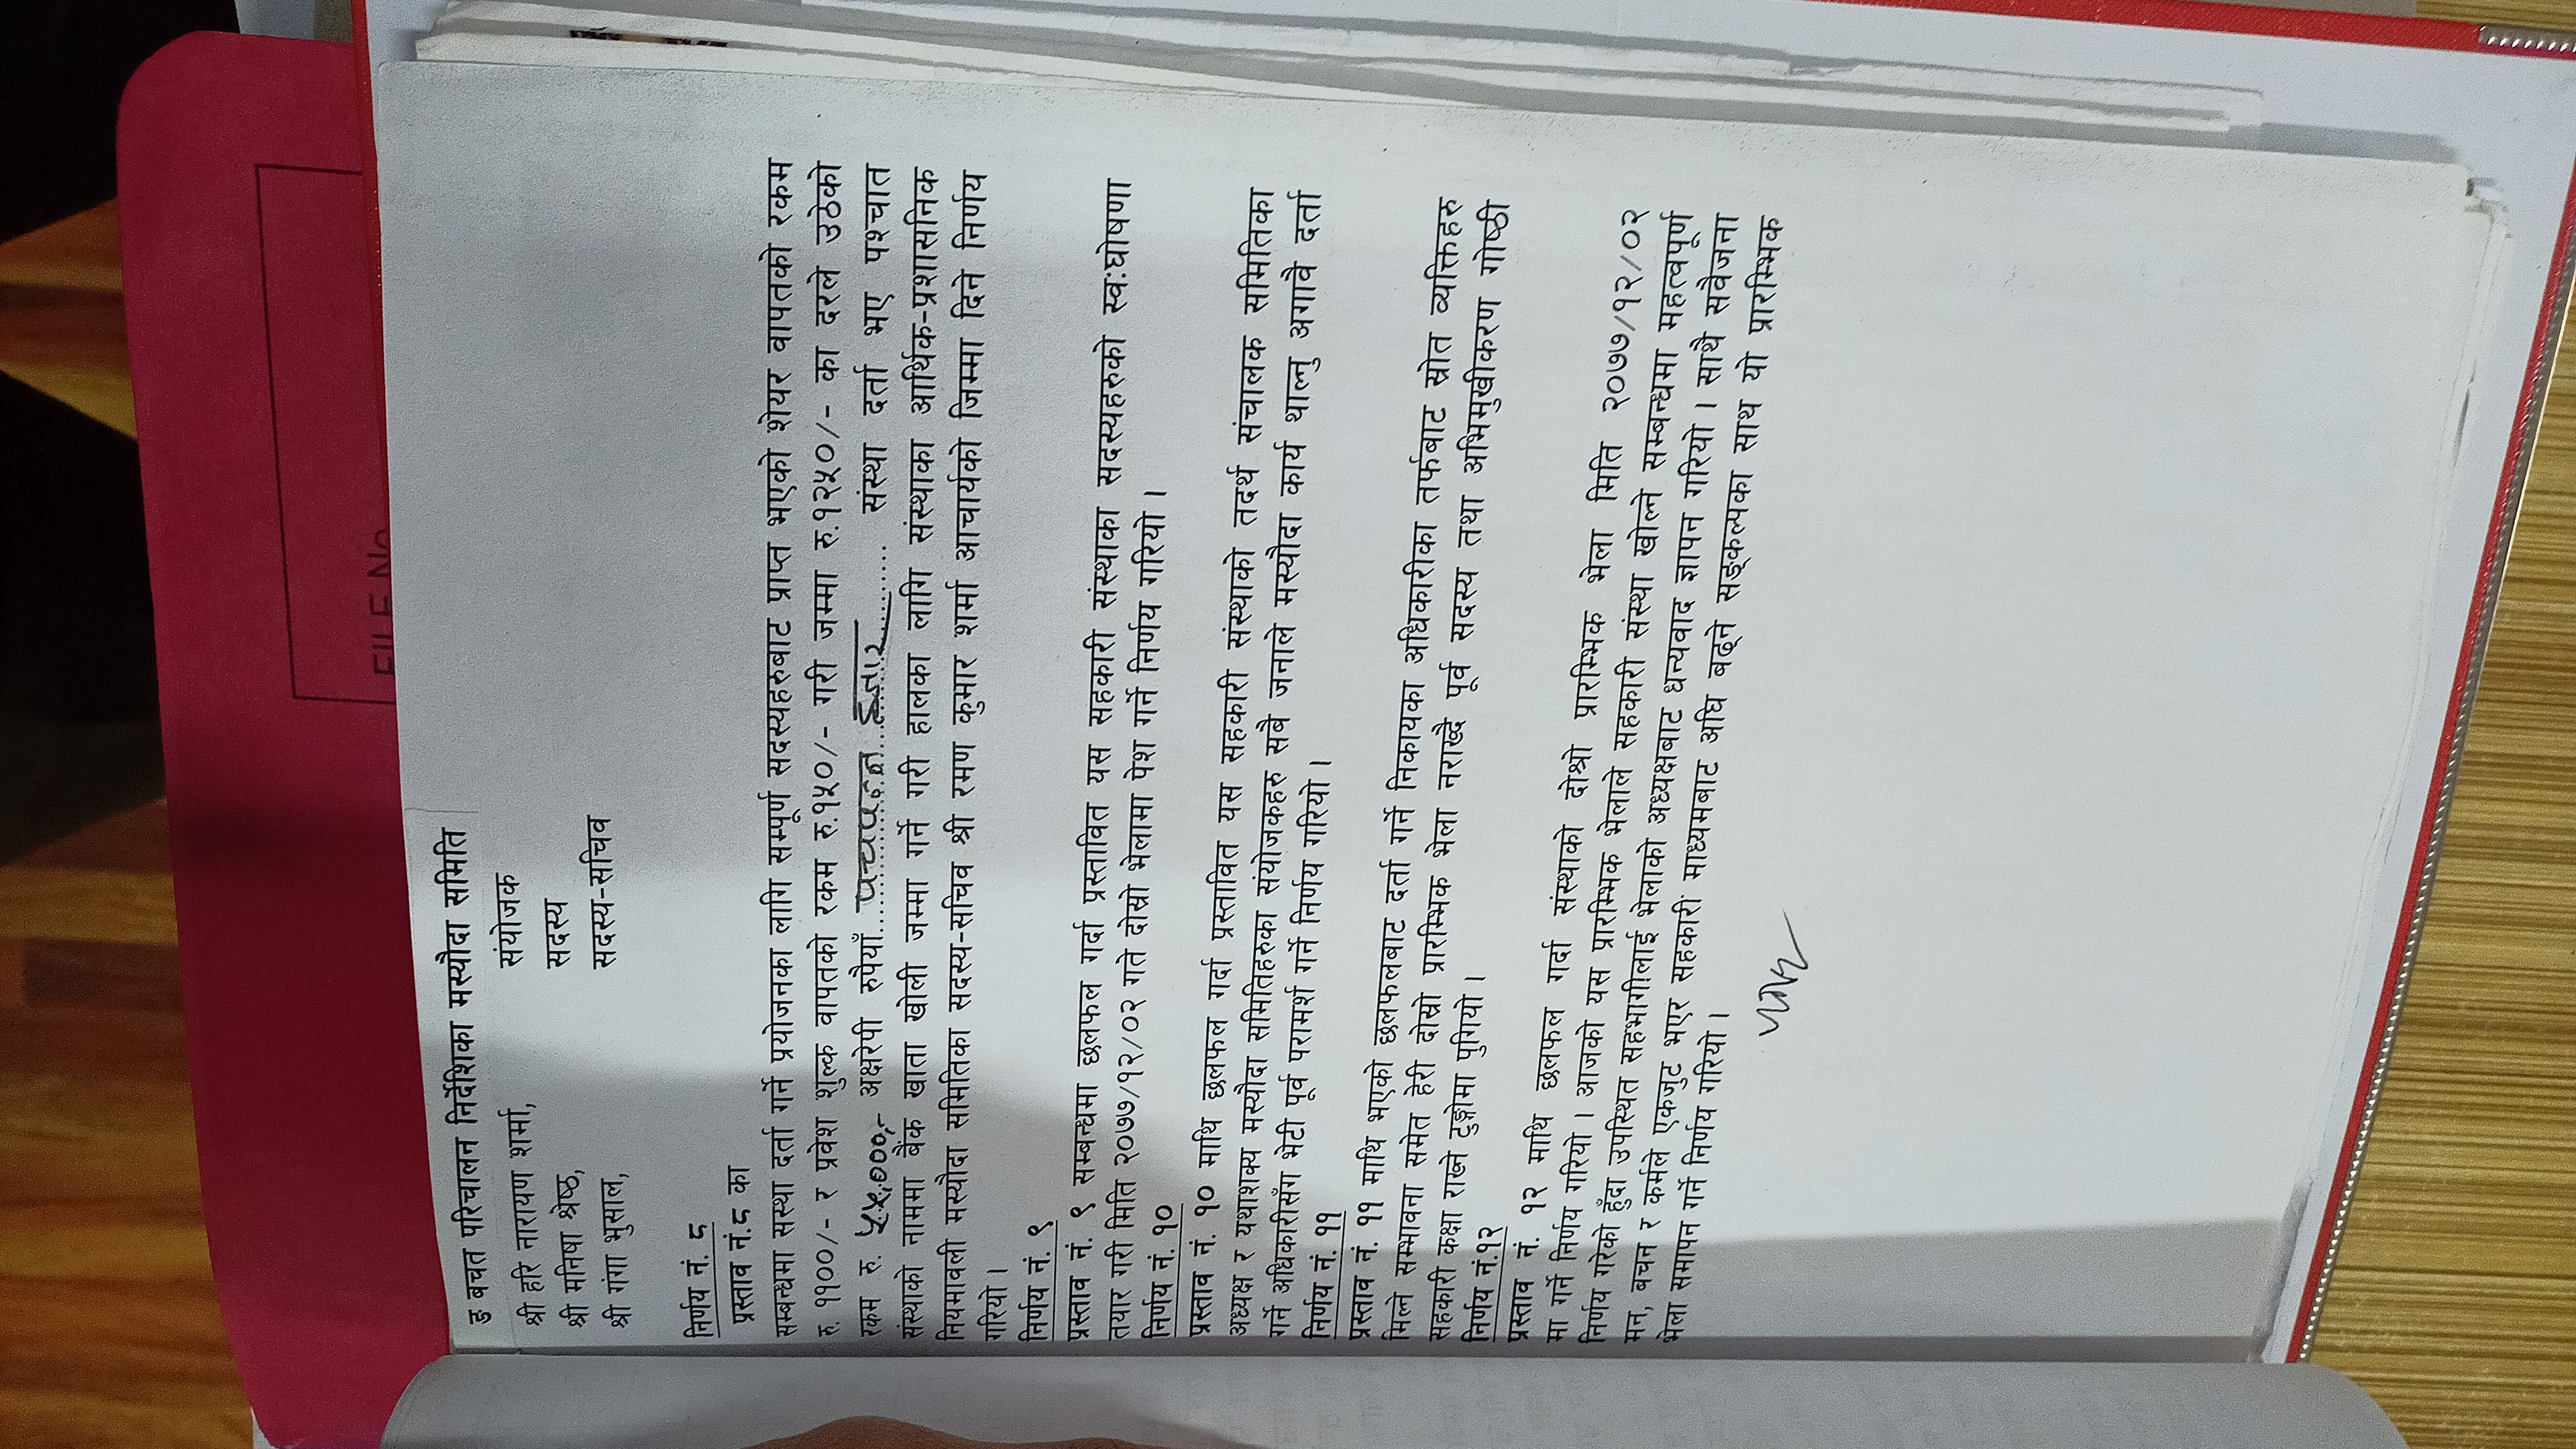 FILE No
ङ बचत परिचालन निर्देशिका मस्यौदा समिति
श्री हरि नारायण शर्मा, संयोजक
श्री मनिषा श्रेष्ठ, सदस्य
श्री गंगा भुसाल, सदस्य-सचिव
निर्णय नं. ८
प्रस्ताव नं.८ का
सम्बन्धमा सस्था दर्ता गर्ने प्रयोजनका लागि सम्पूर्ण सदस्यहरुबाट प्राप्त भएको शेयर वापतको रकम
रु. ११००/- र प्रवेश शुल्क वापतको रकम रु.१५०/- गरी जम्मा रु.१२५०/- का दरले उठेको
रकम रु. ५५,०००,- अक्षरेपी रुपैयाँ...पचपन्न हजार.......... संस्था दर्ता भए पश्चात
संस्थाको नाममा बैंक खाता खोली जम्मा गर्ने गरी हालका लागि संस्थाका आर्थिक-प्रशासनिक
नियमावली मस्यौदा समितिका सदस्य-सचिव श्री रमण कुमार शर्मा आचार्यको जिम्मा दिने निर्णय
गरियो ।
निर्णय नं. ९
प्रस्ताव नं. ९ सम्बन्धमा छलफल गर्दा प्रस्तावित यस सहकारी संस्थाका सदस्यहरुको स्व:घोषणा
तयार गरी मिति २०७७/१२/०२ गते दोस्रो भेलामा पेश गर्ने निर्णय गरियो ।
निर्णय नं. १०
प्रस्ताव नं. १० माथि छलफल गर्दा प्रस्तावित यस सहकारी संस्थाको तदर्थ संचालक समितिका
अध्यक्ष र यथाशक्य मस्यौदा समितिहरुका संयोजकहरु सबै जनाले मस्यौदा कार्य थाल्नु अगावै दर्ता
गर्ने अधिकारीसँग भेटी पूर्व परामर्श गर्ने निर्णय गरियो ।
निर्णय नं. ११
प्रस्ताव नं. ११ माथि भएको छलफलबाट दर्ता गर्ने निकायका अधिकारीका तर्फबाट स्रोत व्यक्तिहरु
मिल्ने सम्भावना समेत हेरी दोस्रो प्रारम्भिक भेला नराख्दै पूर्व सदस्य तथा अभिमुखीकरण गोष्ठी
सहकारी कक्षा राख्ने टुङ्गोमा पुगियो ।
निर्णय नं.१२
प्रस्ताव नं. १२ माथि छलफल गर्दा संस्थाको दोश्रो प्रारम्भिक भेला मिति २०७७/१२/०२
मा गर्ने निर्णय गरियो । आजको यस प्रारम्भिक भेलाले सहकारी संस्था खोल्ने सम्बन्धमा महत्वपूर्ण
निर्णय गरेको हुँदा उपस्थित सहभागीलाई भेलाको अध्यक्षबाट धन्यवाद ज्ञापन गरियो । साथै सवैजना
मन, बचन र कर्मले एकजुट भएर सहकारीं माध्यमबाट अघि बढ्ने सङ्कल्पका साथ यो प्रारम्भिक
भेला समापन गर्ने निर्णय गरियो ।